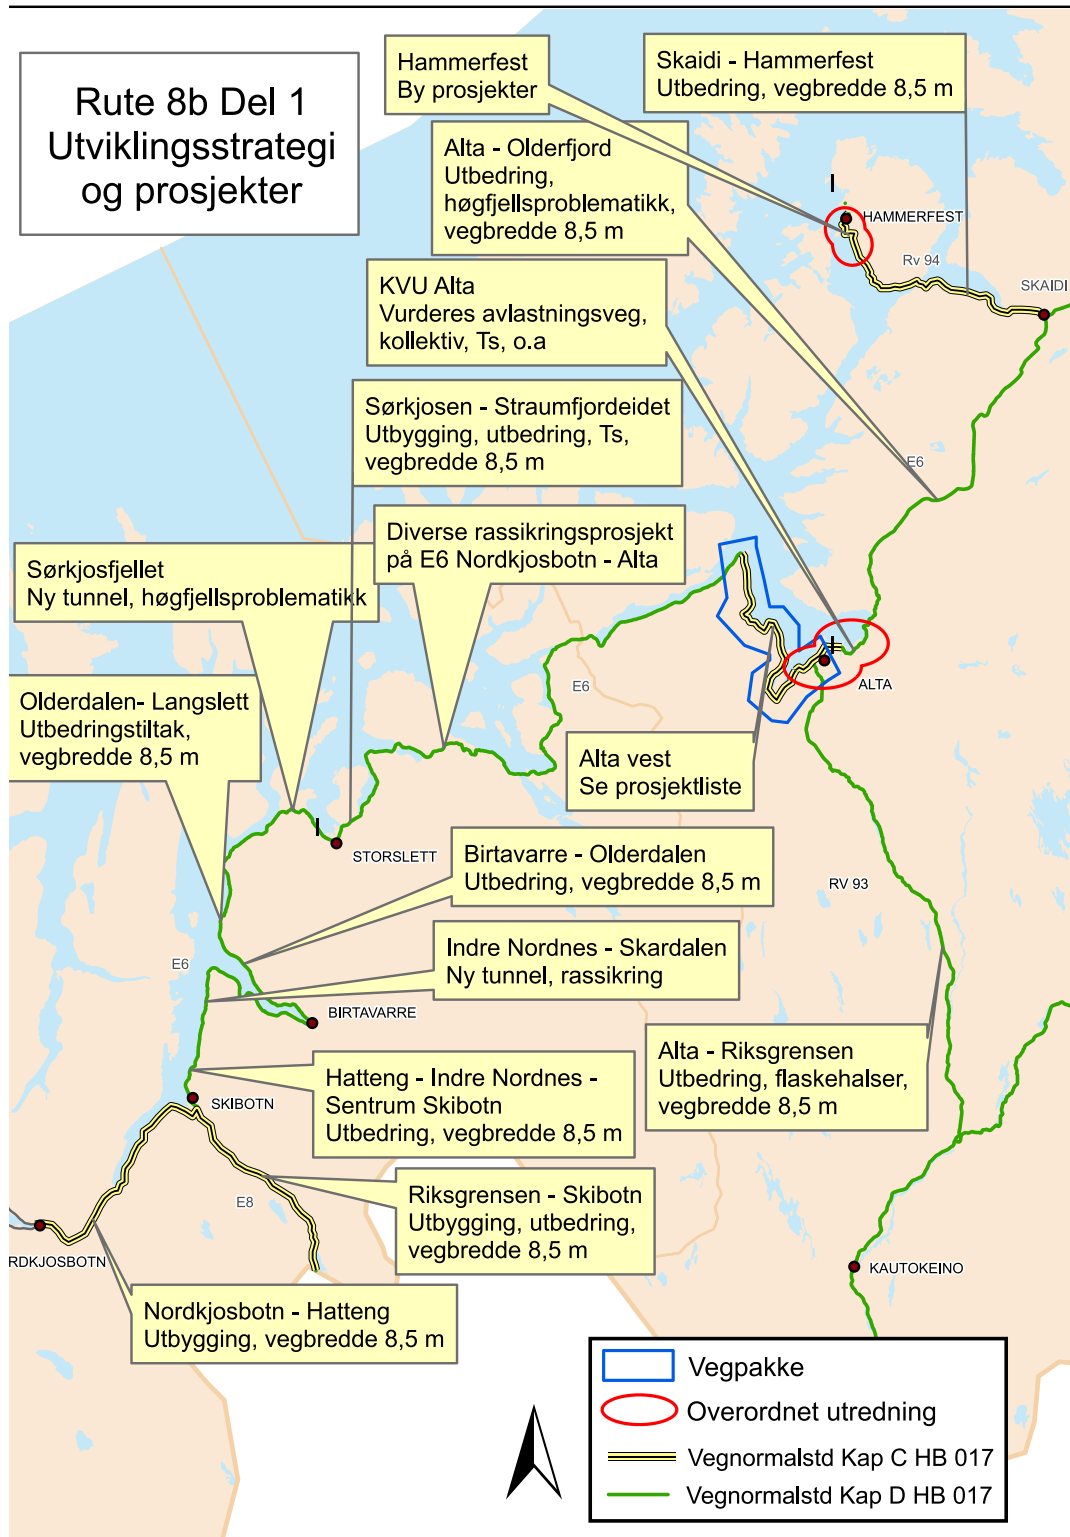 Rute 8b Del 1
Utviklingsstrategi
og prosjekter
Hammerfest
By prosjekter
Skaidi - Hammerfest
Utbedring, vegbredde 8,5 m
Alta - Olderfjord
Utbedring,
høgfjellsproblematikk,
vegbredde 8,5 m
HAMMERFEST
Rv 94
SKAIDI
KVU Alta
Vurderes avlastningsveg,
kollektiv, Ts, o.a
Sørkjosen - Straumfjordeidet
Utbygging, utbedring, Ts,
vegbredde 8,5 m
E6
Diverse rassikringsprosjekt
på E6 Nordkjosbotn - Alta
Sørkjosfjellet
Ny tunnel, høgfjellsproblematikk
E6
ALTA
Olderdalen- Langslett
Utbedringstiltak,
vegbredde 8,5 m
Alta vest
Se prosjektliste
STORSLETT
Birtavarre - Olderdalen
Utbedring, vegbredde 8,5 m
RV 93
Indre Nordnes - Skardalen
Ny tunnel, rassikring
E6
BIRTAVARRE
Alta - Riksgrensen
Utbedring, flaskehalser,
vegbredde 8,5 m
Hatteng - Indre Nordnes -
Sentrum Skibotn
Utbedring, vegbredde 8,5 m
SKIBOTN
Riksgrensen - Skibotn
Utbygging, utbedring,
vegbredde 8,5 m
E8
RDKJOSBOTN
KAUTOKEINO
Nordkjosbotn - Hatteng
Utbygging, vegbredde 8,5 m
Vegpakke
Overordnet utredning
Vegnormalstd Kap C HB 017
Vegnormalstd Kap D HB 017